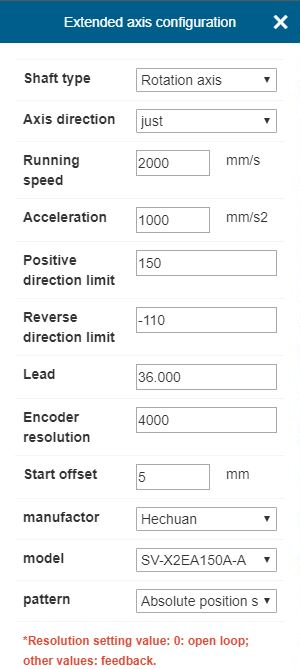 Extended axis configuration ✕
Shaft type Rotation axis
Axis direction just
Running speed 2000 mm/s
Acceleration 1000 mm/s2
Positive direction limit 150
Reverse direction limit -110
Lead 36.000
Encoder resolution 4000
Start offset 5 mm
manufactor Hechuan
model SV-X2EA150A-A
pattern Absolute position s
*Resolution setting value: 0: open loop;
other values: feedback.